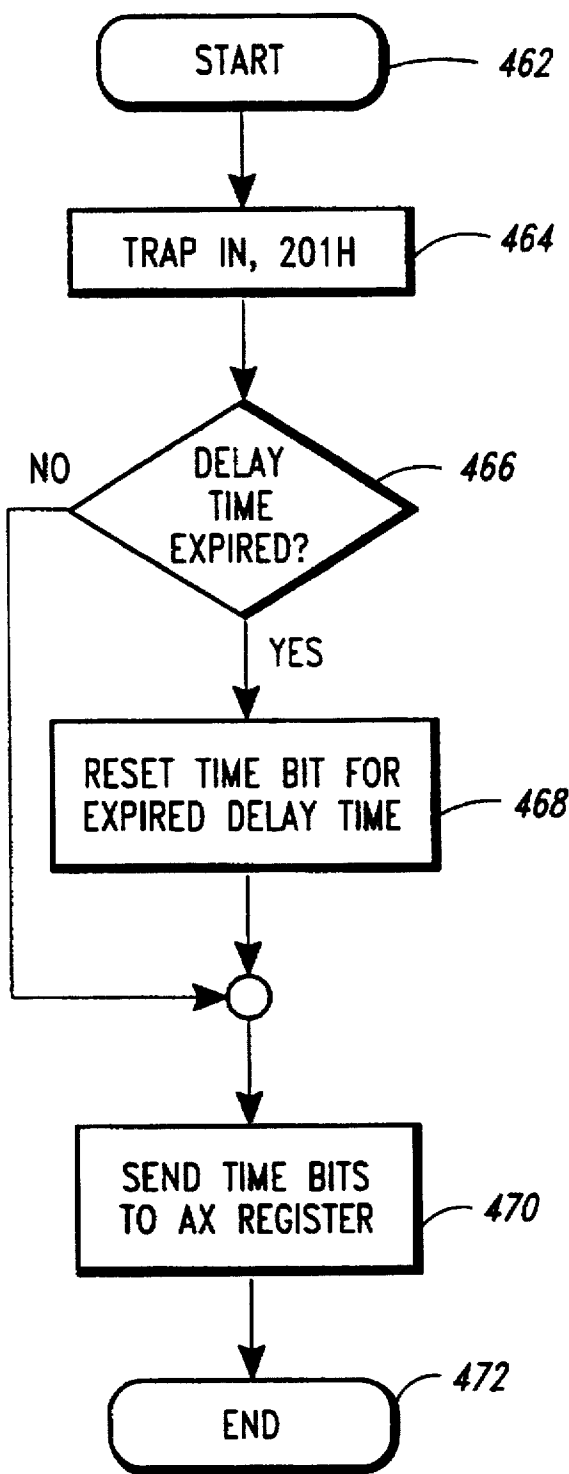 START
462
TRAP IN, 201H
464
NO
DELAY
TIME
EXPIRED?
466
YES
RESET TIME BIT FOR
EXPIRED DELAY TIME
468
SEND TIME BITS
TO AX REGISTER
470
END
472